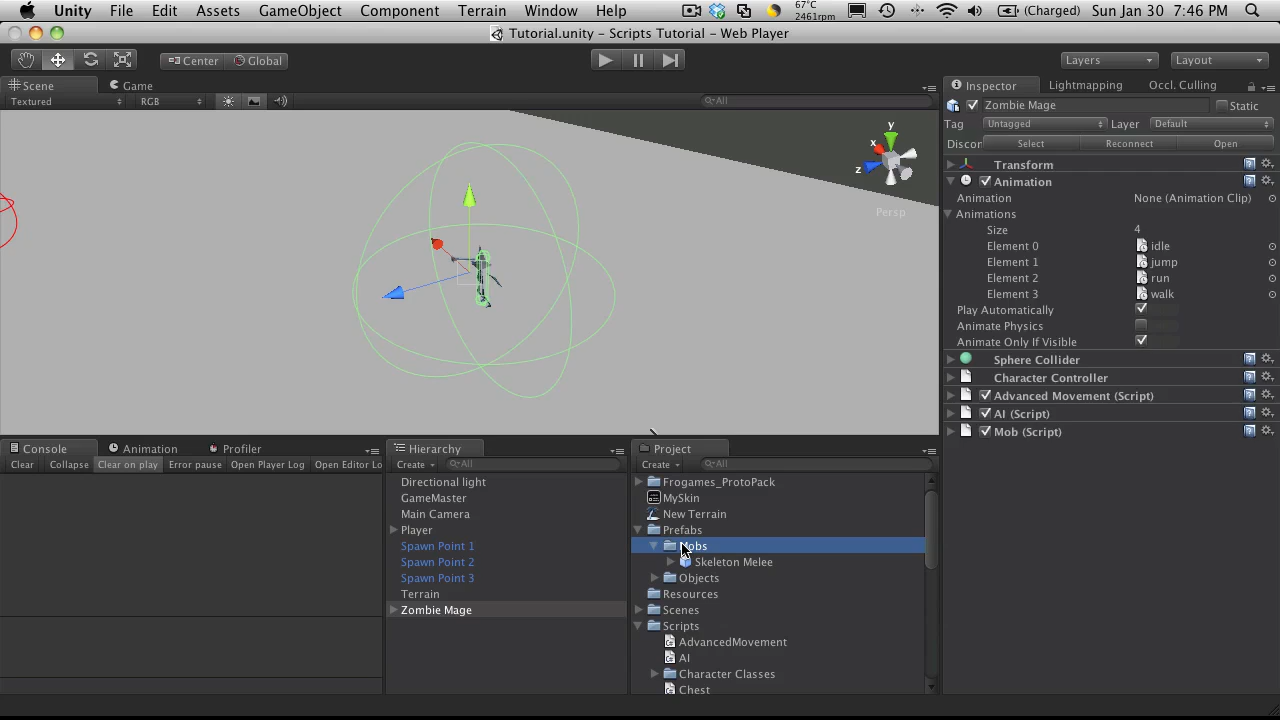 Unity File Edit Assets GameObject Component Terrain Window Help 67°C 2461rpm (Charged) Sun Jan 30 7:46 PM
Tutorial.unity – Scripts Tutorial – Web Player
Center Global Layers Layout
Scene Game
Textured RGB All
y
x
z
Persp
Inspector Lightmapping Occl. Culling
Zombie Mage Static
Tag Untagged Layer Default
Discor Select Reconnect Open
Transform
Animation
Animation None (Animation Clip)
Animations
Size 4
Element 0 idle
Element 1 jump
Element 2 run
Element 3 walk
Play Automatically
Animate Physics
Animate Only If Visible
Sphere Collider
Character Controller
Advanced Movement (Script)
AI (Script)
Mob (Script)
Console Animation Profiler
Clear Collapse Clear on play Error pause Open Player Log Open Editor Lo
Hierarchy
Create All
Directional light
GameMaster
Main Camera
Player
Spawn Point 1
Spawn Point 2
Spawn Point 3
Terrain
Zombie Mage
Project
Create All
Frogames_ProtoPack
MySkin
New Terrain
Prefabs
Mobs
Skeleton Melee
Objects
Resources
Scenes
Scripts
AdvancedMovement
AI
Character Classes
Chest